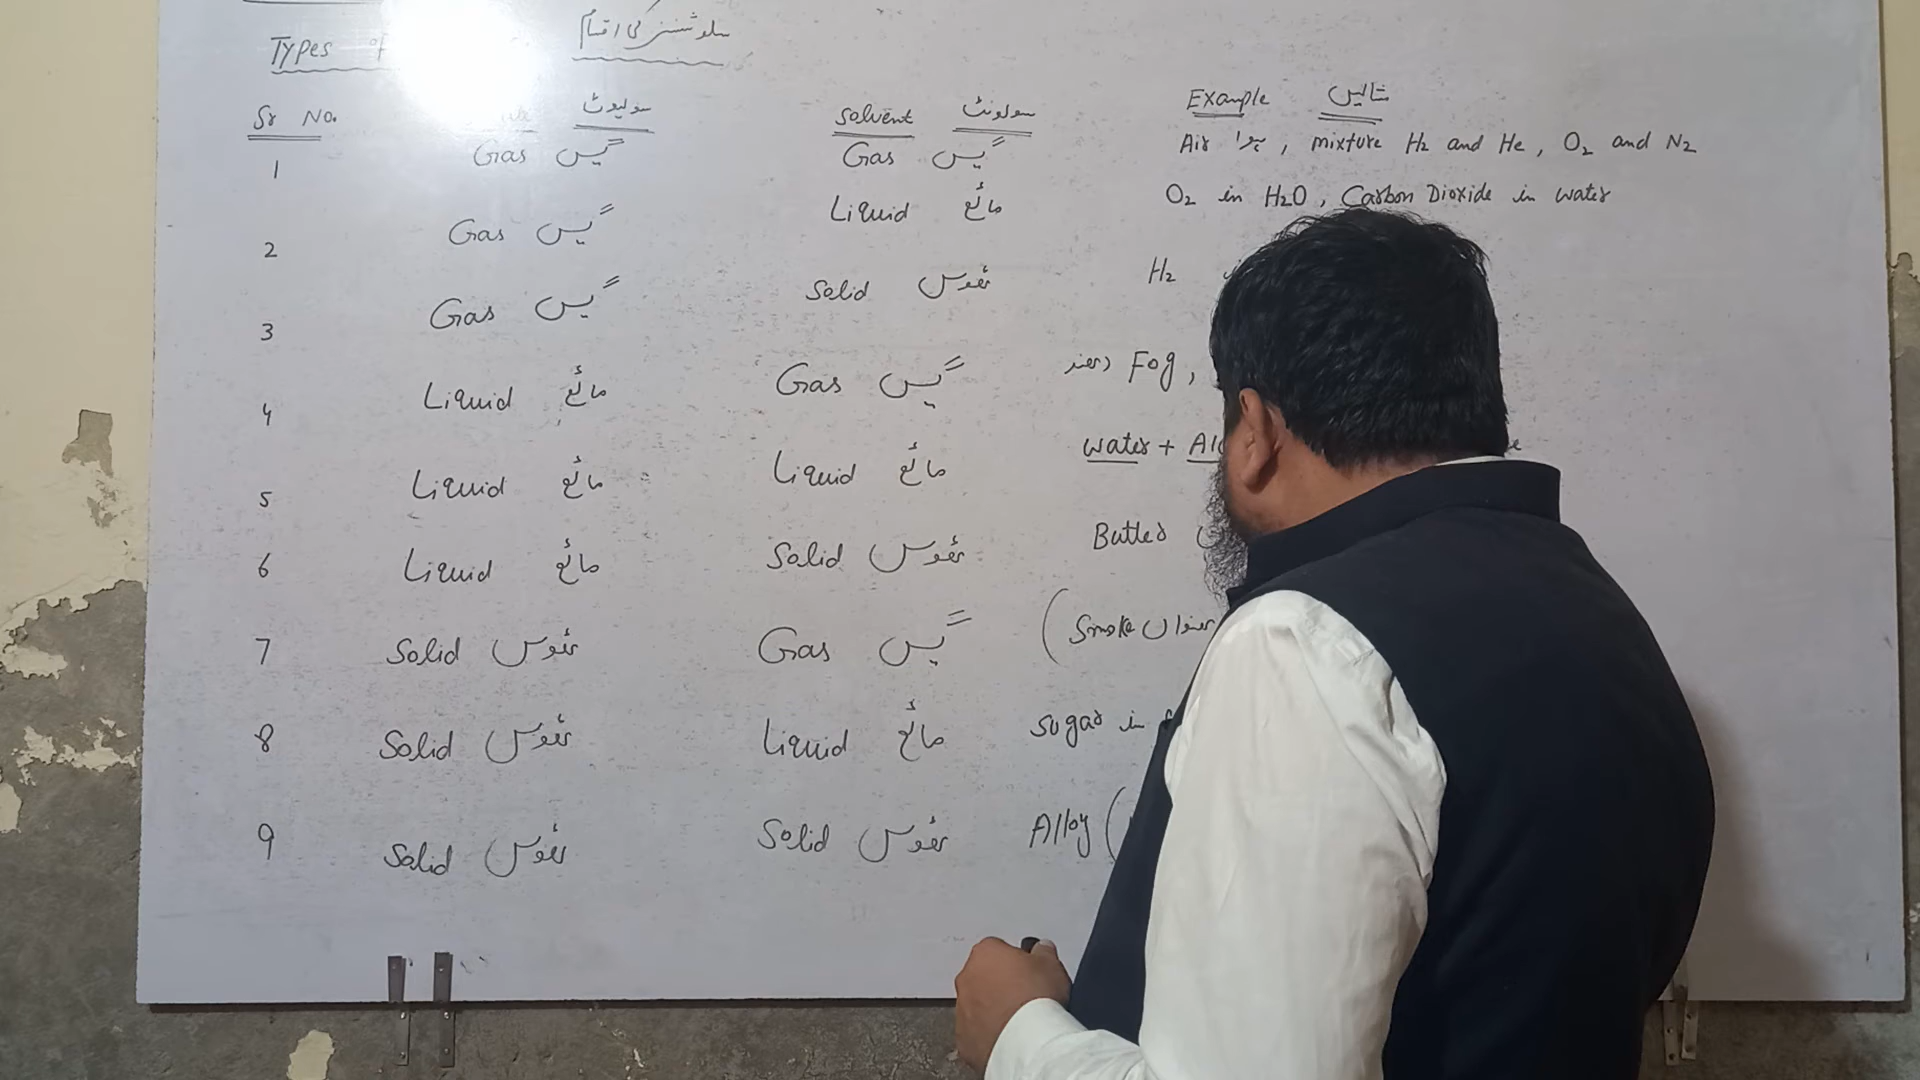 Types of سلوشنز کی اقسام
Sr No. سولیوٹ solvent سولونٹ Example مثالیں
1 Gas گیس Gas گیس Air ہوا, mixture H2 and He, O2 and N2
2 Gas گیس Liquid مائع O2 in H2O, Carbon Dioxide in water
3 Gas گیس Solid ٹھوس H2
4 Liquid مائع Gas گیس Fog,
5 Liquid مائع Liquid مائع water +
6 Liquid مائع Solid ٹھوس
7 Solid ٹھوس Gas گیس (Smoke
8 Solid ٹھوس Liquid مائع sugar in
9 Solid ٹھوس Solid ٹھوس Alloy (